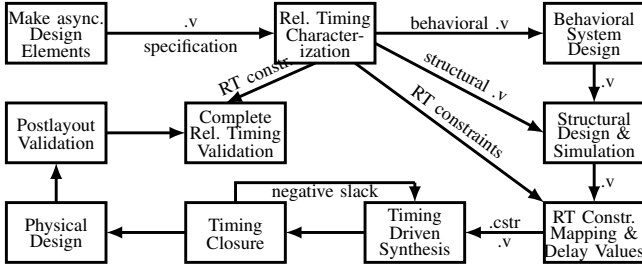 Make async.
Design
Elements
.v
specification
Rel. Timing
Character-
ization
behavioral .v
Behavioral
System
Design
structural .v
.v
RT constr.
RT constraints
Postlayout
Validation
Complete
Rel. Timing
Validation
Structural
Design &
Simulation
.v
negative slack
Physical
Design
Timing
Closure
Timing
Driven
Synthesis
.cstr
.v
RT Constr.
Mapping &
Delay Values